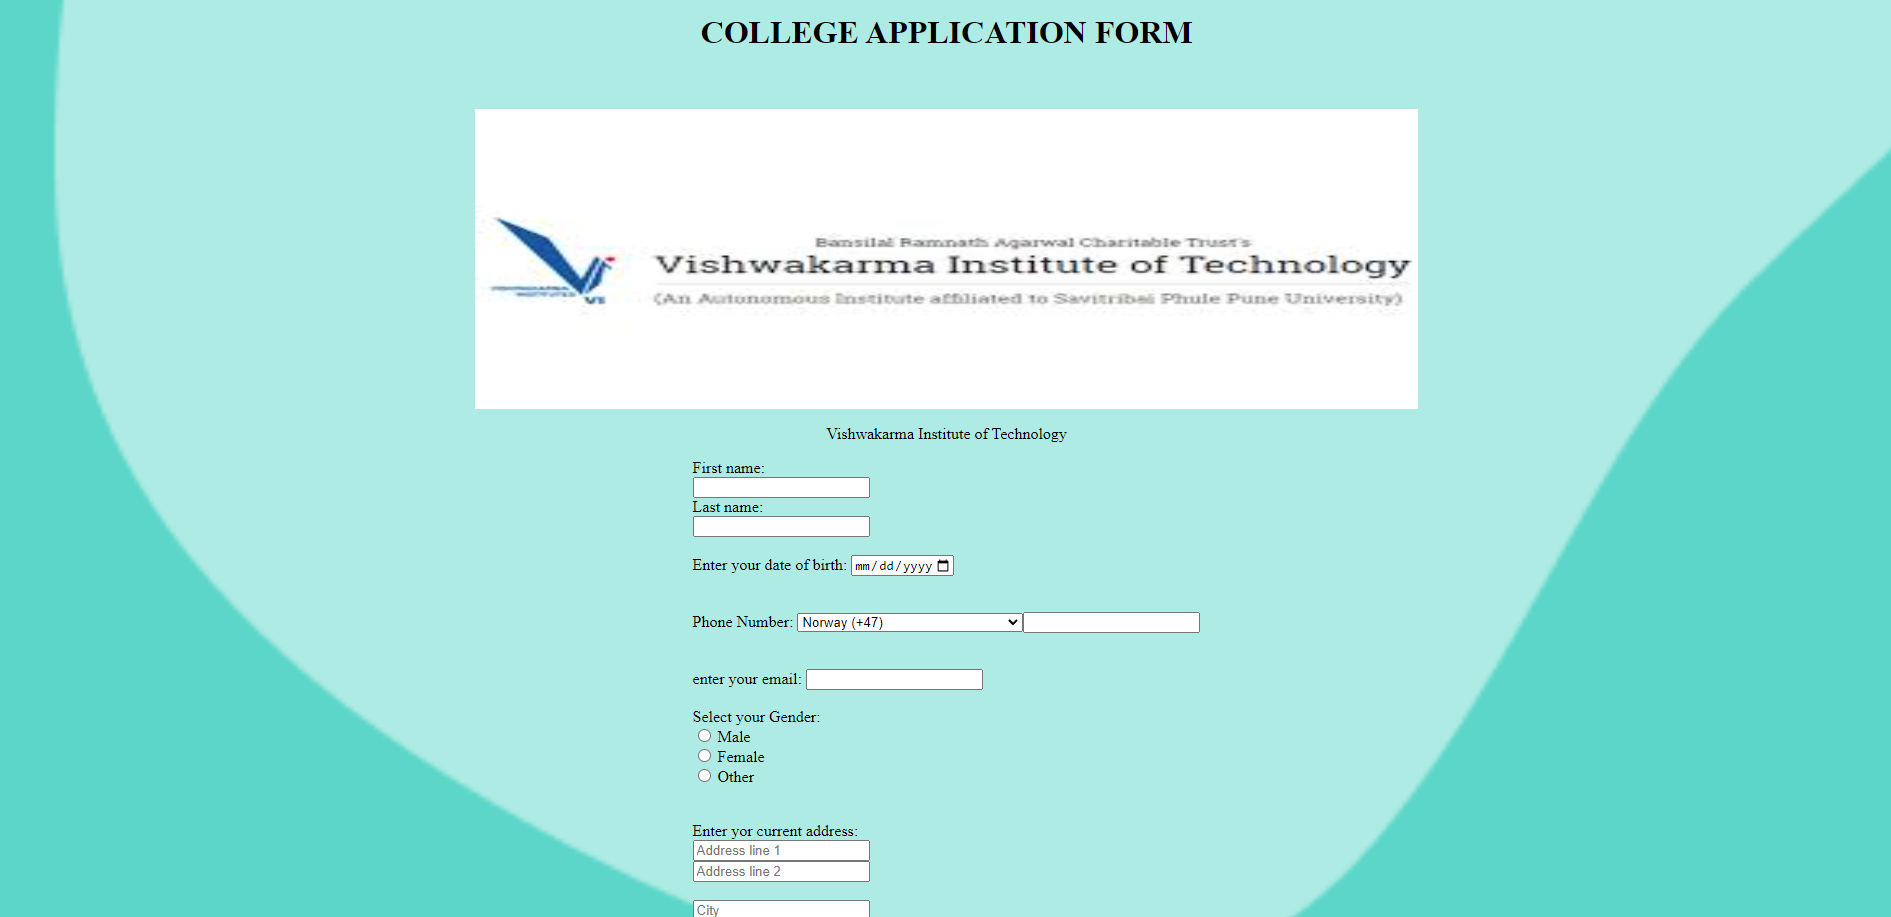 COLLEGE APPLICATION FORM
Bansilal Ramnath Agarwal Charitable Trust's
Vishwakarma Institute of Technology
(An Autonomous Institute affiliated to Savitribai Phule Pune University)
VI
Vishwakarma Institute of Technology
First name:
Last name:
Enter your date of birth: mm/dd/yyyy
Phone Number: Norway (+47)
enter your email:
Select your Gender:
Male
Female
Other
Enter yor current address:
Address line 1
Address line 2
City